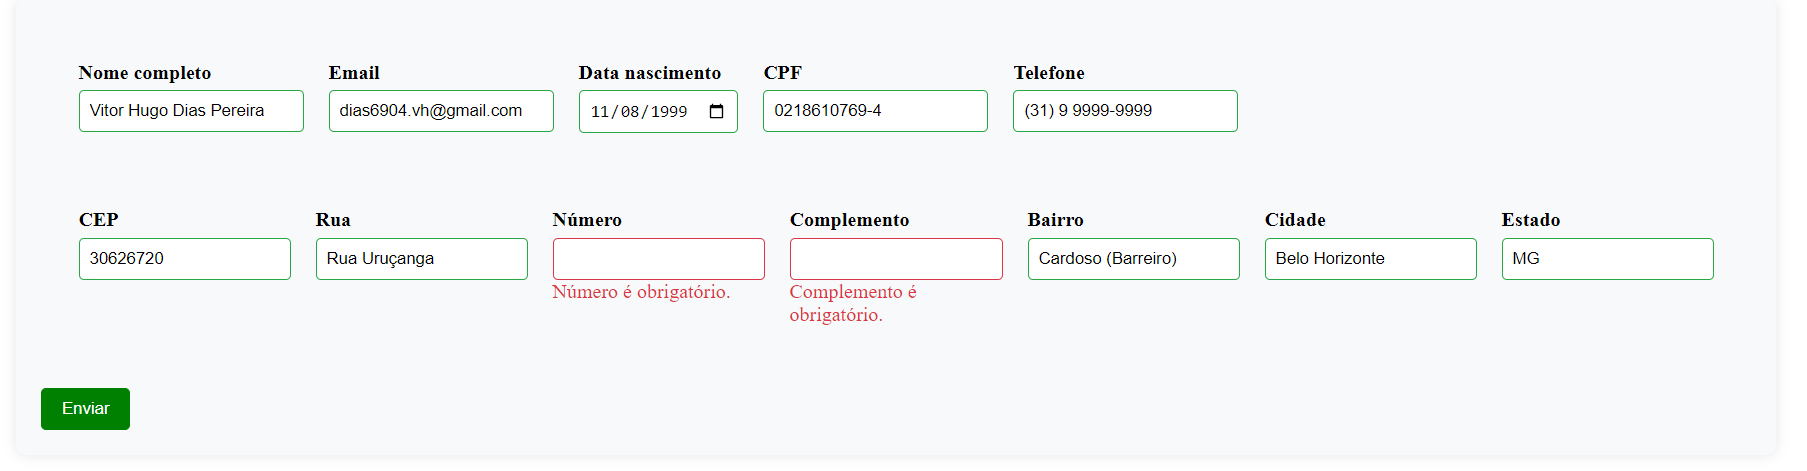 Nome completo Email Data nascimento CPF Telefone
Vitor Hugo Dias Pereira dias6904.vh@gmail.com 11/08/1999 0218610769-4 (31) 9 9999-9999
CEP Rua Número Complemento Bairro Cidade Estado
30626720 Rua Uruçanga Cardoso (Barreiro) Belo Horizonte MG
Número é obrigatório. Complemento é
obrigatório.
Enviar